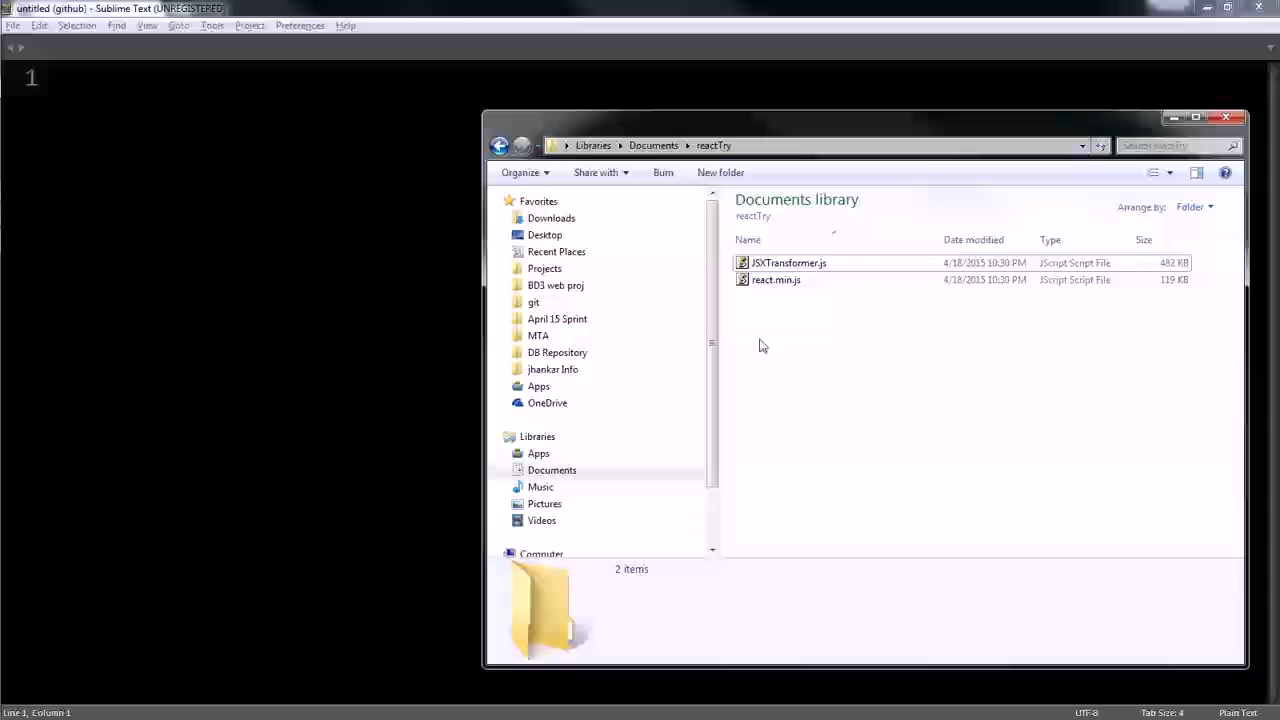 untitled (github) - Sublime Text (UNREGISTERED)
File Edit Selection Find View Goto Tools Project Preferences Help
1
Libraries Documents reactTry
Search reactTry
Organize Share with Burn New folder
Favorites
Downloads
Desktop
Recent Places
Projects
BD3 web proj
git
April 15 Sprint
MTA
DB Repository
jhankar Info
Apps
OneDrive
Libraries
Apps
Documents
Music
Pictures
Videos
Computer
Documents library
reactTry
Arrange by: Folder
Name Date modified Type Size
JSXTransformer.js 4/18/2015 10:30 PM JScript Script File 482 KB
react.min.js 4/18/2015 10:30 PM JScript Script File 119 KB
2 items
Line 1, Column 1 UTF-8 Tab Size: 4 Plain Text